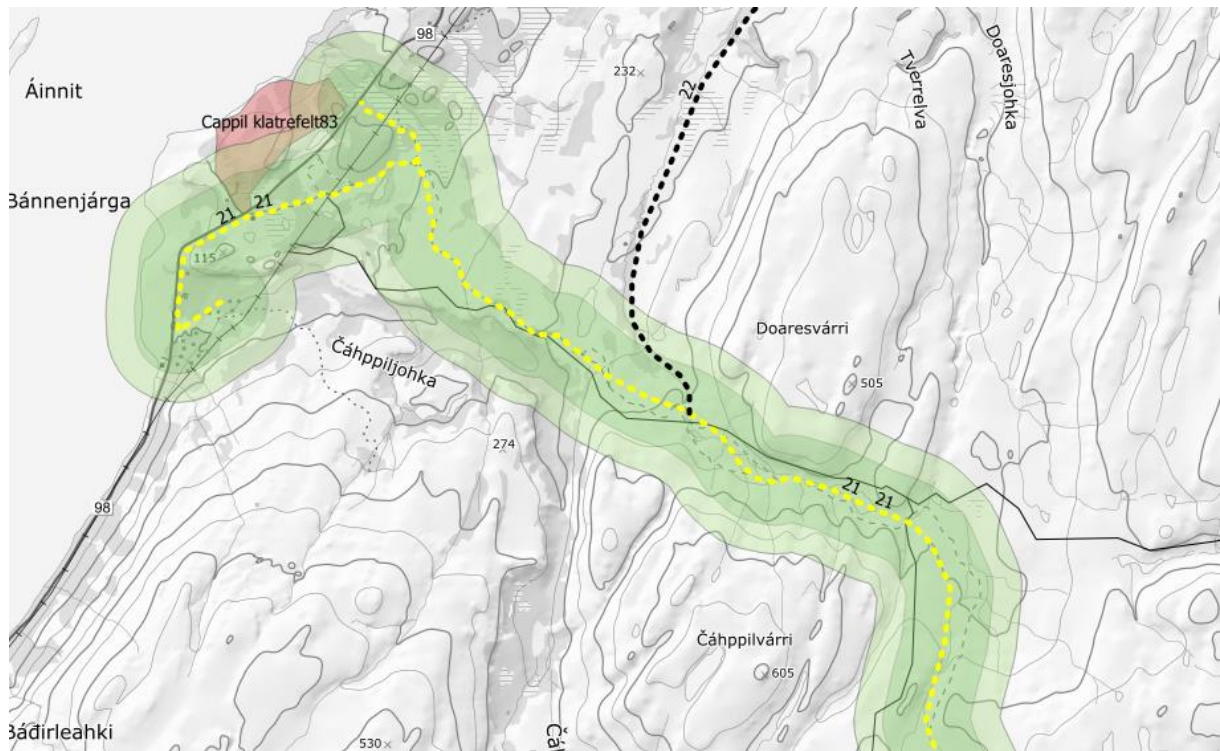 98
Áinnit
232
22
Tverrelva
Doaresjohka
Cappil klatrefelt83
Bánnenjárga
21 21
115
Doaresvárri
Čáhppiljohka
505
274
98
21 21
Čáhppilvárri
605
Báđirleahki
530